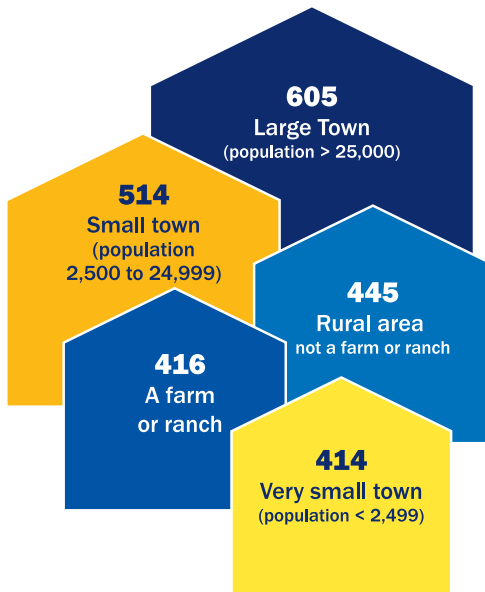 605
Large Town
(population > 25,000)
514
Small town
(population
2,500 to 24,999)
445
Rural area
not a farm or ranch
416
A farm
or ranch
414
Very small town
(population < 2,499)